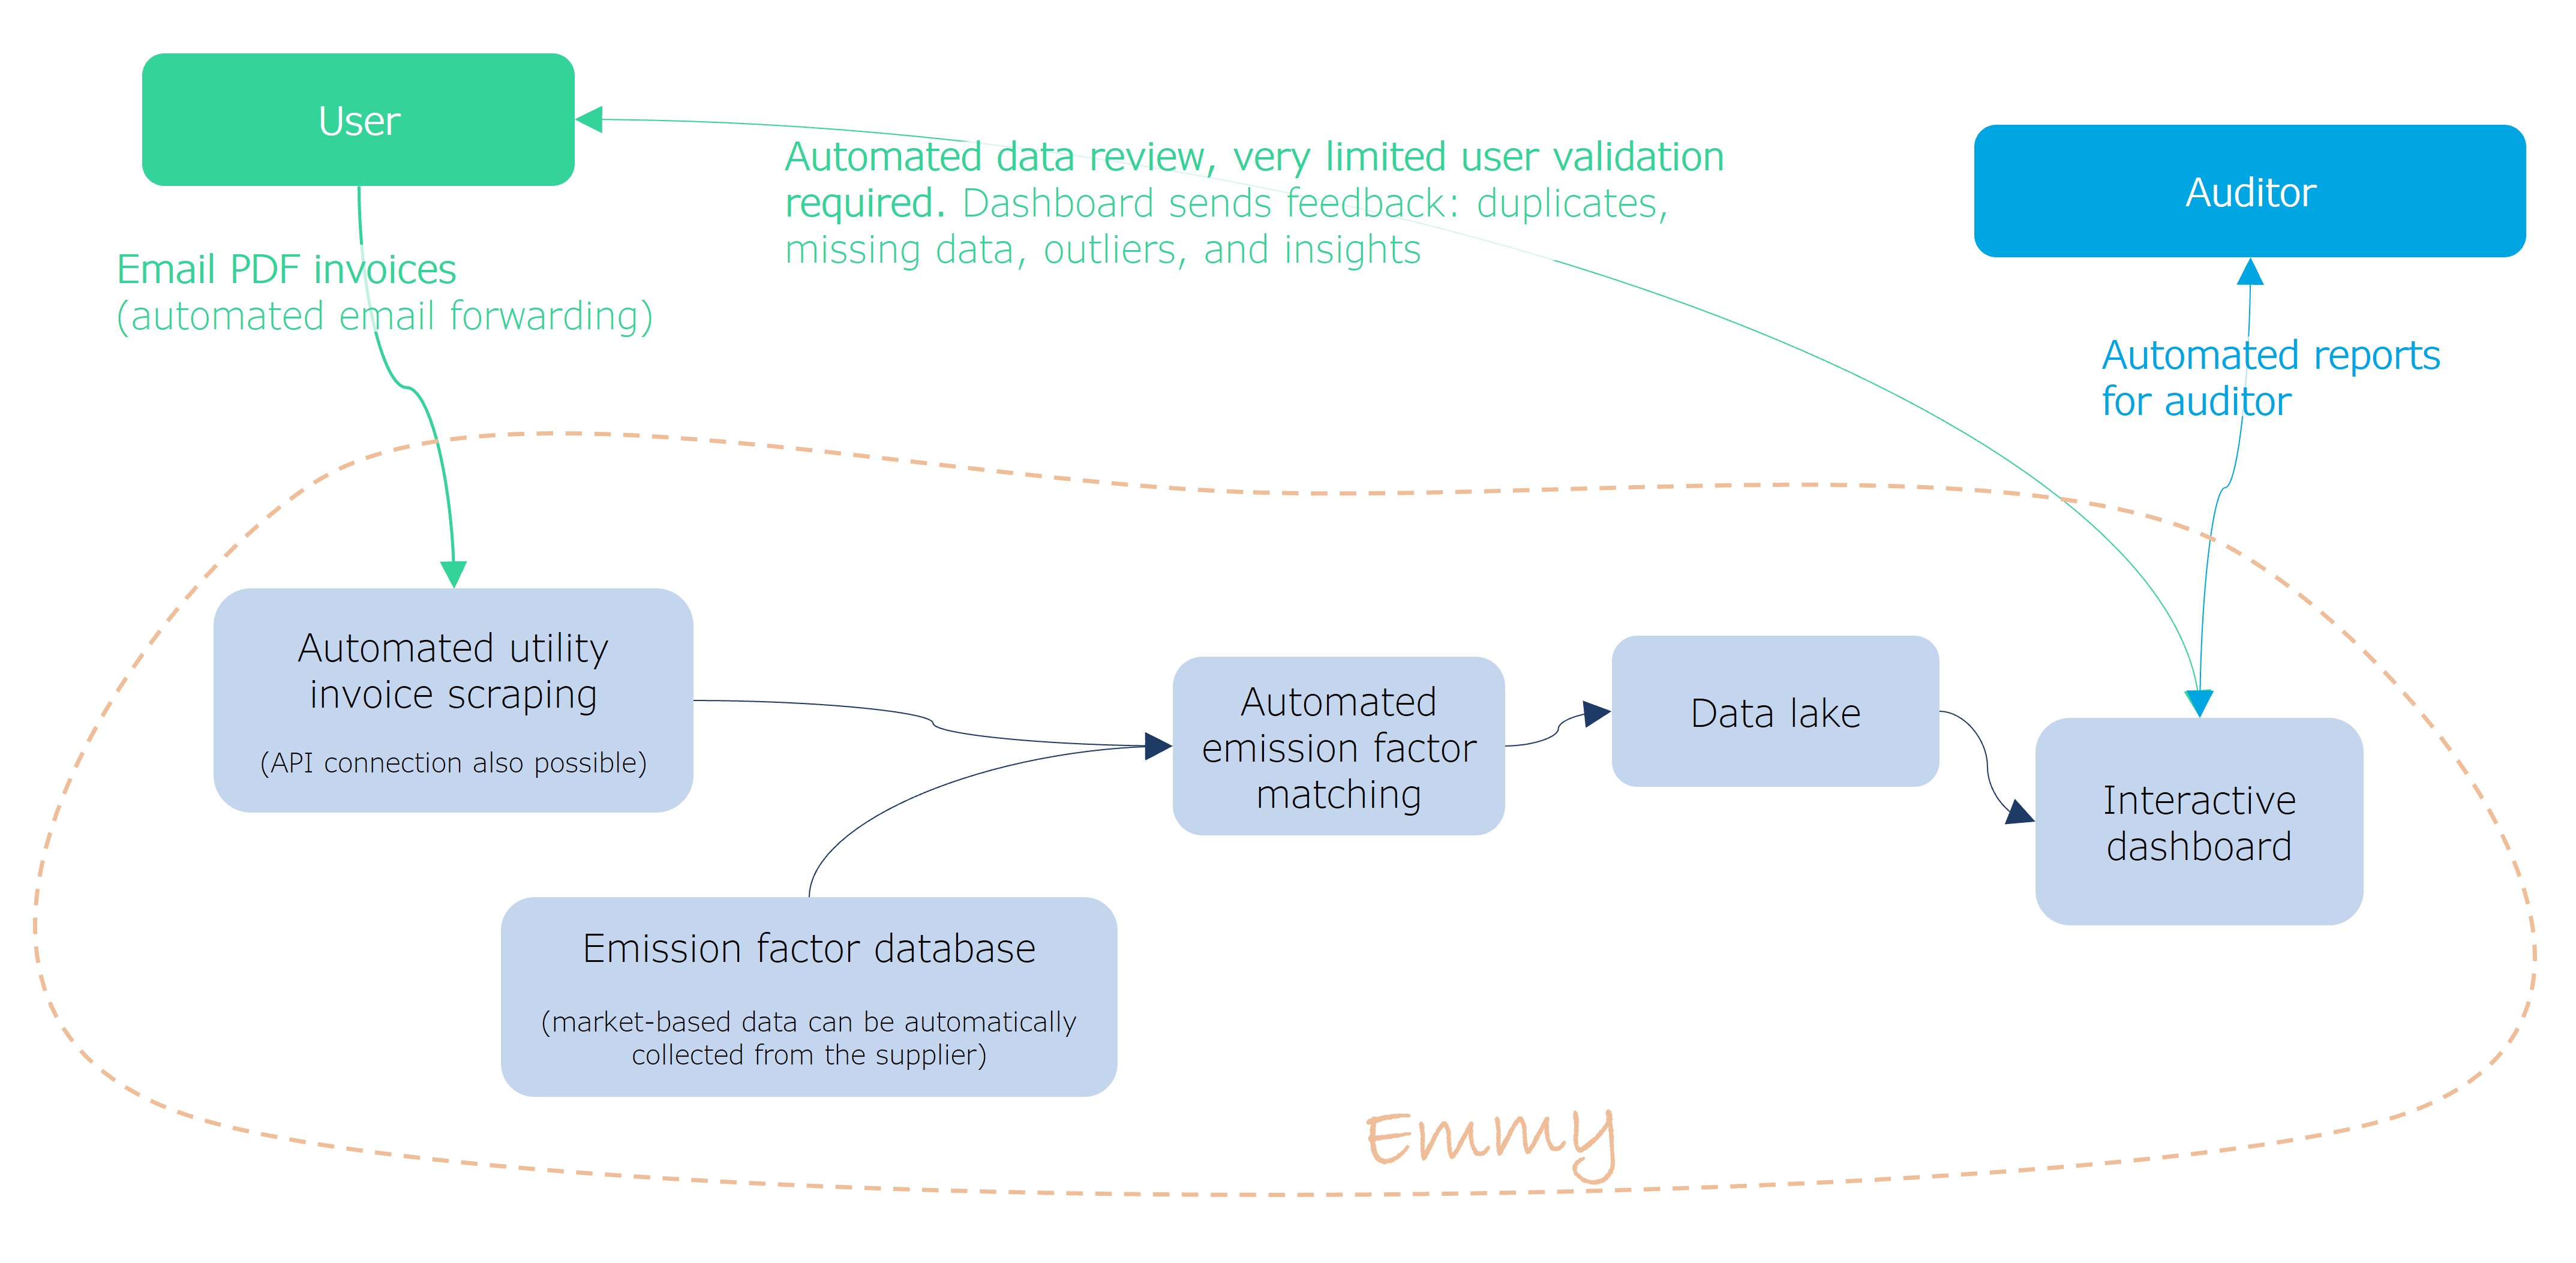 User
Automated data review, very limited user validation
required. Dashboard sends feedback: duplicates,
missing data, outliers, and insights
Auditor
Email PDF invoices
(automated email forwarding)
Automated reports
for auditor
Automated utility
invoice scraping
(API connection also possible)
Automated
emission factor
matching
Data lake
Interactive
dashboard
Emission factor database
(market-based data can be automatically
collected from the supplier)
Emmy